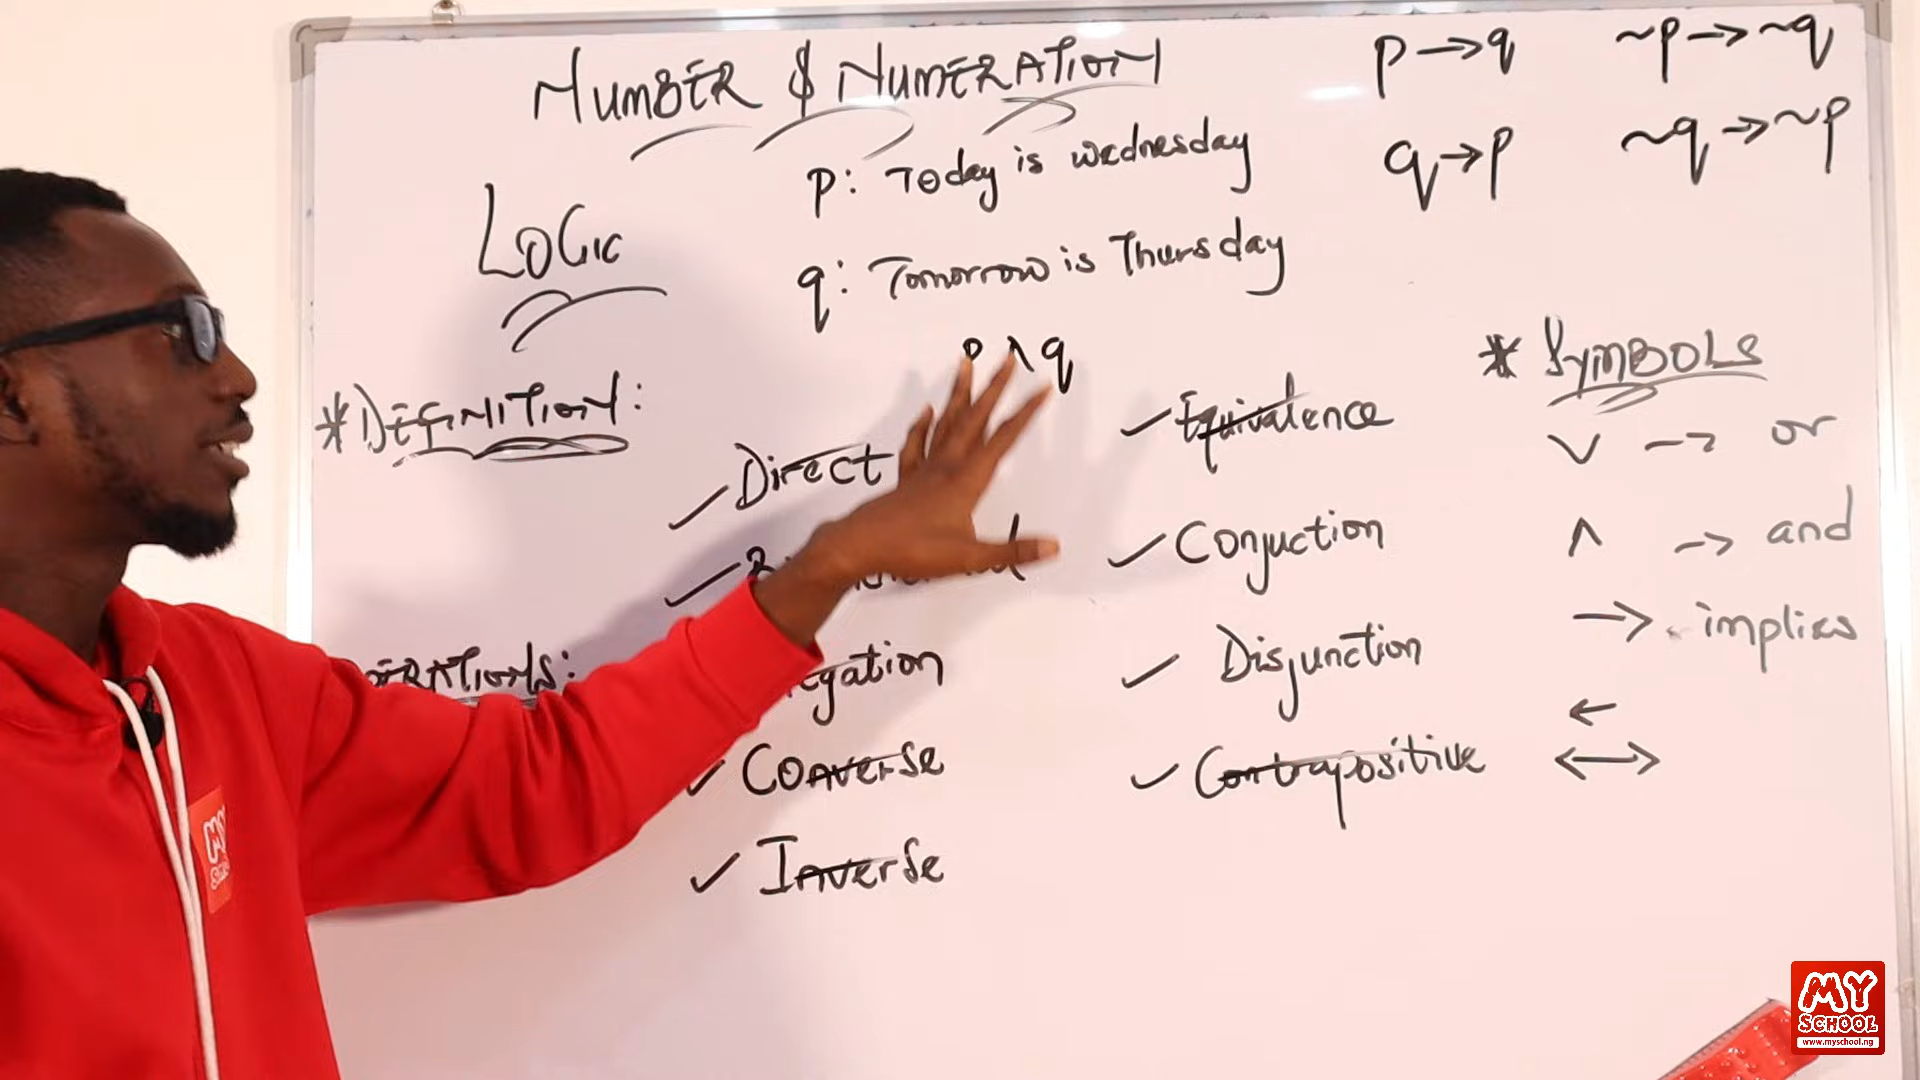 NUMBER & NUMERATION
p → q
~p → ~q
q → p
~q → ~p
LOGIC
p: Today is wednesday
q: Tomorrow is Thursday
∧ q
* DEFINITION:
✓ Direct
✓ Equivalence
✓ Conjuction
✓ Disjunction
✓ Converse
✓ Contrapositive
✓ Inverse
* SYMBOLS
∨ → or
∧ → and
→ . implies
←
↔
MY
SCHOOL
www.myschool.ng